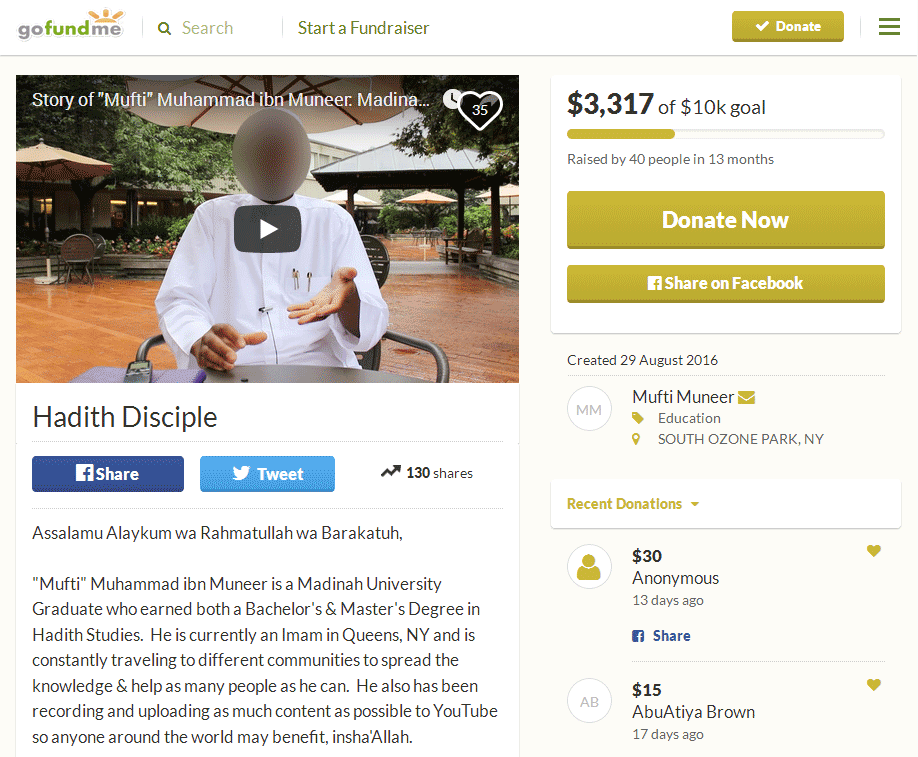 gofundme
Search
Start a Fundraiser
Donate
Story of "Mufti" Muhammad ibn Muneer: Madina...
35
$3,317 of $10k goal
Raised by 40 people in 13 months
Donate Now
Share on Facebook
Created 29 August 2016
MM
Mufti Muneer
Education
SOUTH OZONE PARK, NY
Hadith Disciple
Share
Tweet
130 shares
Assalamu Alaykum wa Rahmatullah wa Barakatuh,
"Mufti" Muhammad ibn Muneer is a Madinah University
Graduate who earned both a Bachelor's & Master's Degree in
Hadith Studies.  He is currently an Imam in Queens, NY and is
constantly traveling to different communities to spread the
knowledge & help as many people as he can.  He also has been
recording and uploading as much content as possible to YouTube
so anyone around the world may benefit, insha'Allah.
Recent Donations
$30
Anonymous
13 days ago
Share
AB
$15
AbuAtiya Brown
17 days ago